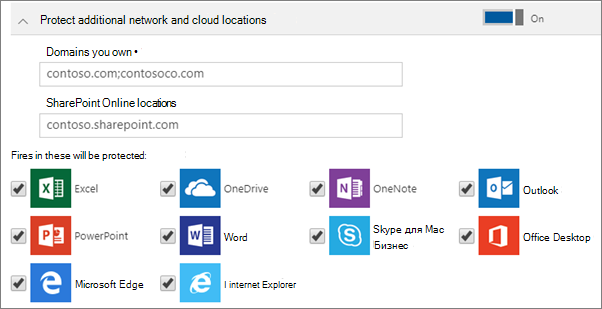 Protect additional network and cloud locations
On
Domains you own •
contoso.com;contosoco.com
SharePoint Online locations
contoso.sharepoint.com
Fires in these will be protected:
Excel
OneDrive
OneNote
Outlook
PowerPoint
Word
Skype для Mac
Бизнес
Office Desktop
Microsoft Edge
I internet Explorer